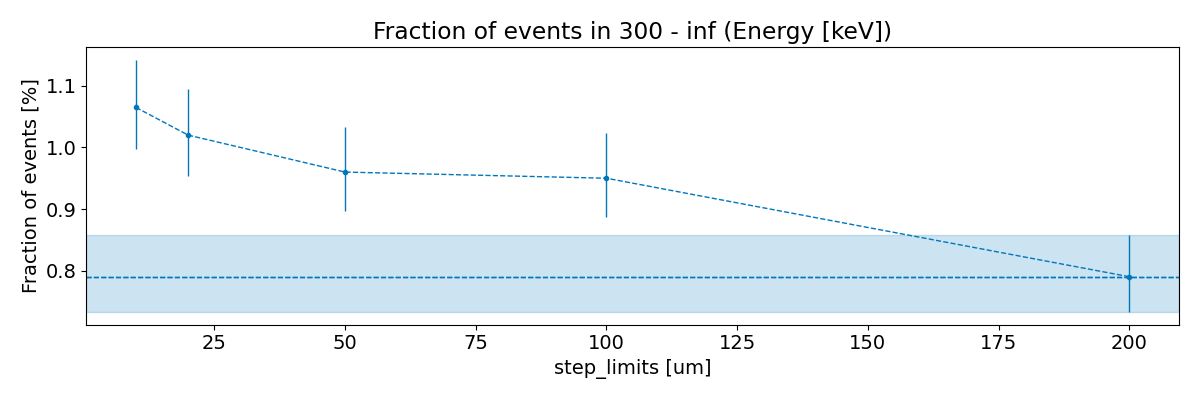 Fraction of events in 300 - inf (Energy [keV])
Fraction of events [%]
1.1
1.0
0.9
0.8
25 50 75 100 125 150 175 200
step_limits [um]